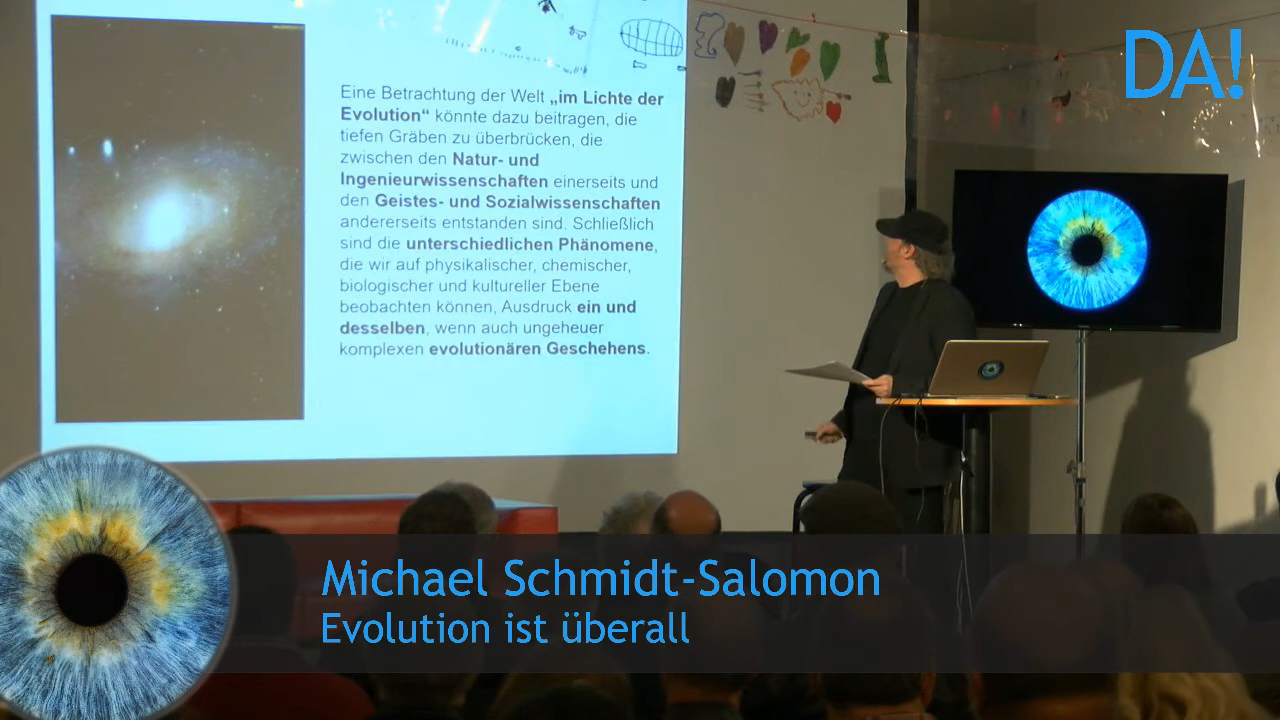 DA!
Eine Betrachtung der Welt „im Lichte der
Evolution“ könnte dazu beitragen, die
tiefen Gräben zu überbrücken, die
zwischen den Natur- und
Ingenieurwissenschaften einerseits und
den Geistes- und Sozialwissenschaften
andererseits entstanden sind. Schließlich
sind die unterschiedlichen Phänomene,
die wir auf physikalischer, chemischer,
biologischer und kultureller Ebene
beobachten können, Ausdruck ein und
desselben, wenn auch ungeheuer
komplexen evolutionären Geschehens.
Michael Schmidt-Salomon
Evolution ist überall